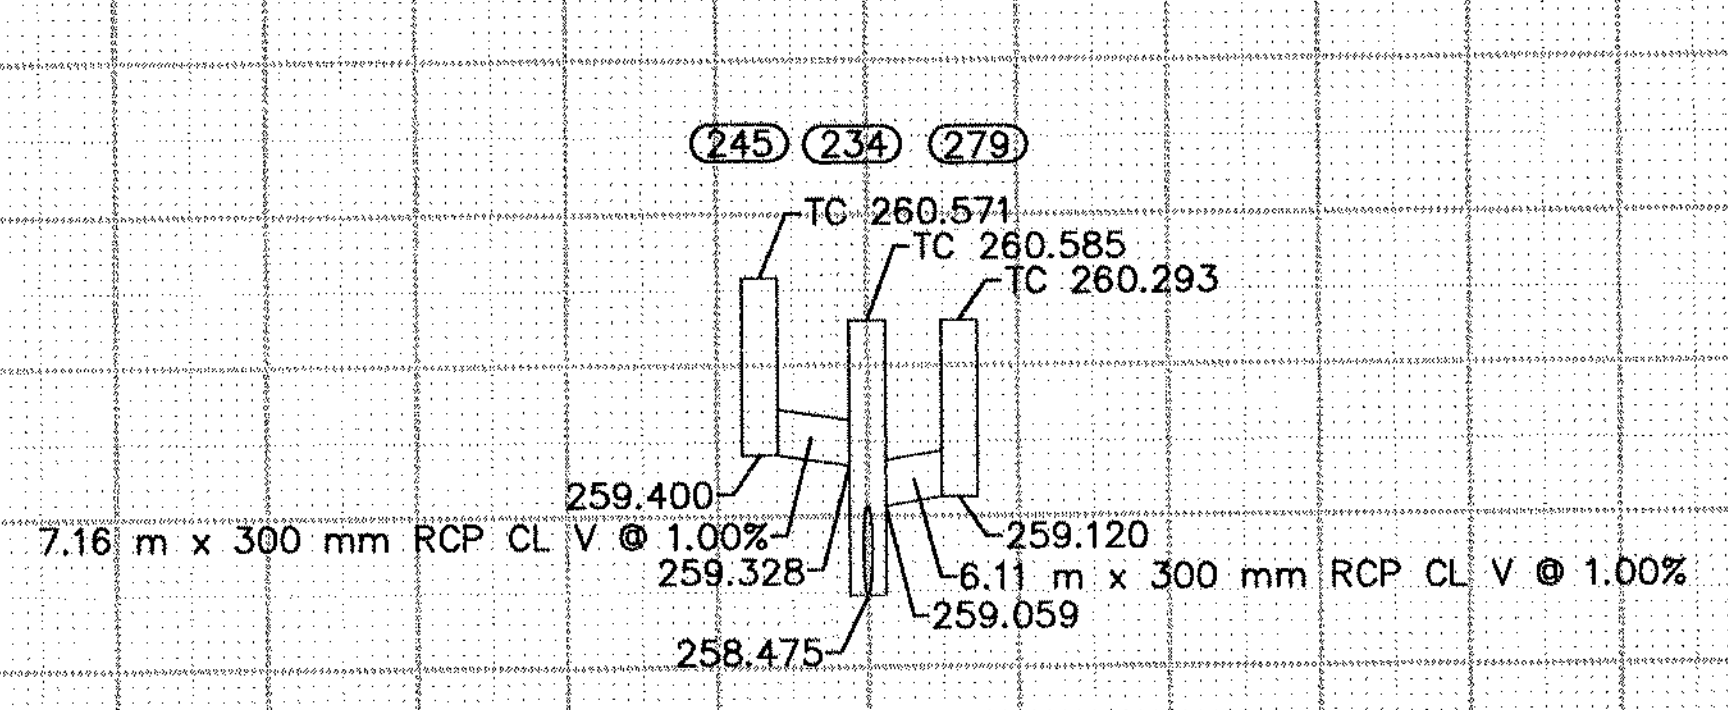 245 234 279
TC 260.571
TC 260.585
TC 260.293
259.400
7.16 m x 300 mm RCP CL V @ 1.00%
259.120
259.328
6.11 m x 300 mm RCP CL V @ 1.00%
259.059
258.475